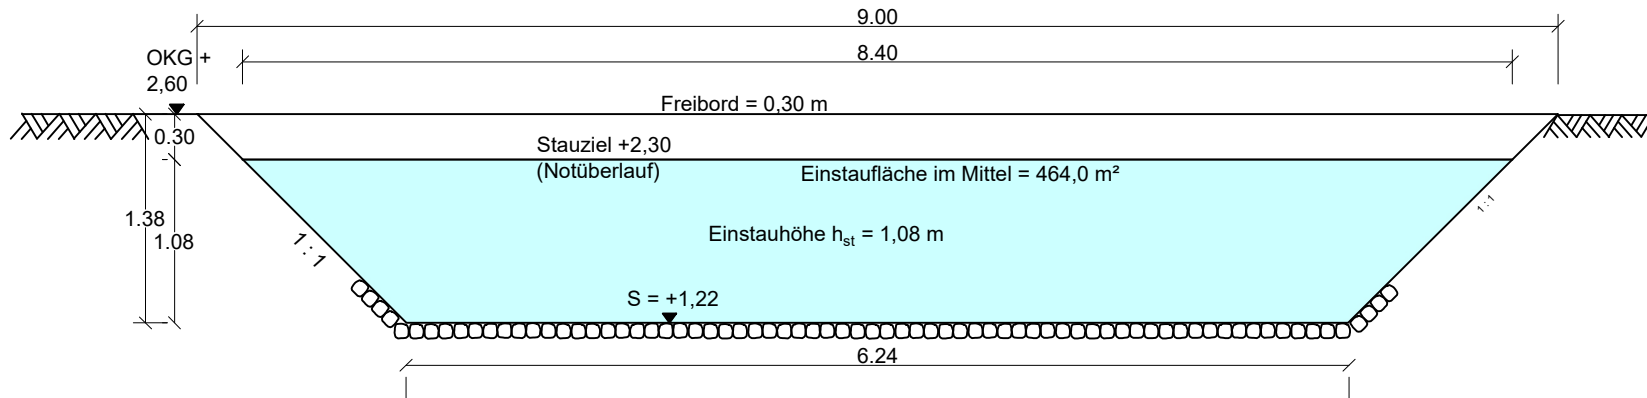 9.00
8.40
OKG +
2,60
Freibord = 0,30 m
0.30
Stauziel +2,30
(Notüberlauf)
Einstaufläche im Mittel = 464,0 m²
1:1
1.38
1.08
Einstauhöhe hst = 1,08 m
1:1
S = +1,22
6.24